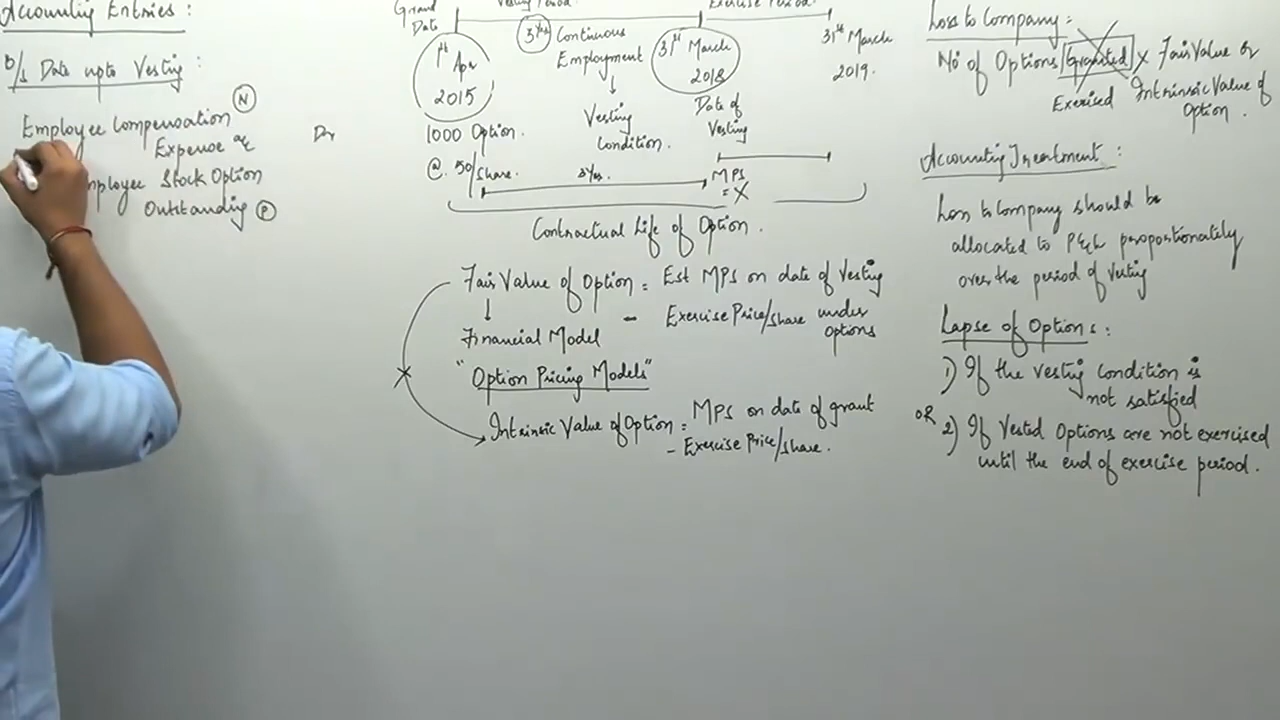 Accounting Entries :
B/s Date upto Vesting :
Employee Compensation (N)
Expense a/c Dr
Employee Stock Option
Outstanding (P)
Grand
Date
Vesting Period
Exercise Period
1st Apr
2015
3 Yrs
Continuous
Employment
Vesting
Condition.
31st March
2018
Date of
Vesting
31st March
2019.
1000 Option.
@. 50/share.
3 Yrs.
MPS
= X
Contractual Life of Option.
Fair Value of Option = Est MPS on date of Vesting
- Exercise Price/share under
options
Financial Model
"Option Pricing Models"
Intrinsic Value of Option = MPS on date of grant
- Exercise Price/share.
Loss to Company :
No of Options Granted x Fair Value or
Exerised Intrinsic Value of
Option.
Accounting Treatment :
Loss to Company should be
allocated to P&L propotionately
over the period of vesting
Lapse of Options :
1) If the vesting condition is
not satisfied
OR
2) If Vested Options are not exercised
until the end of exercise period.